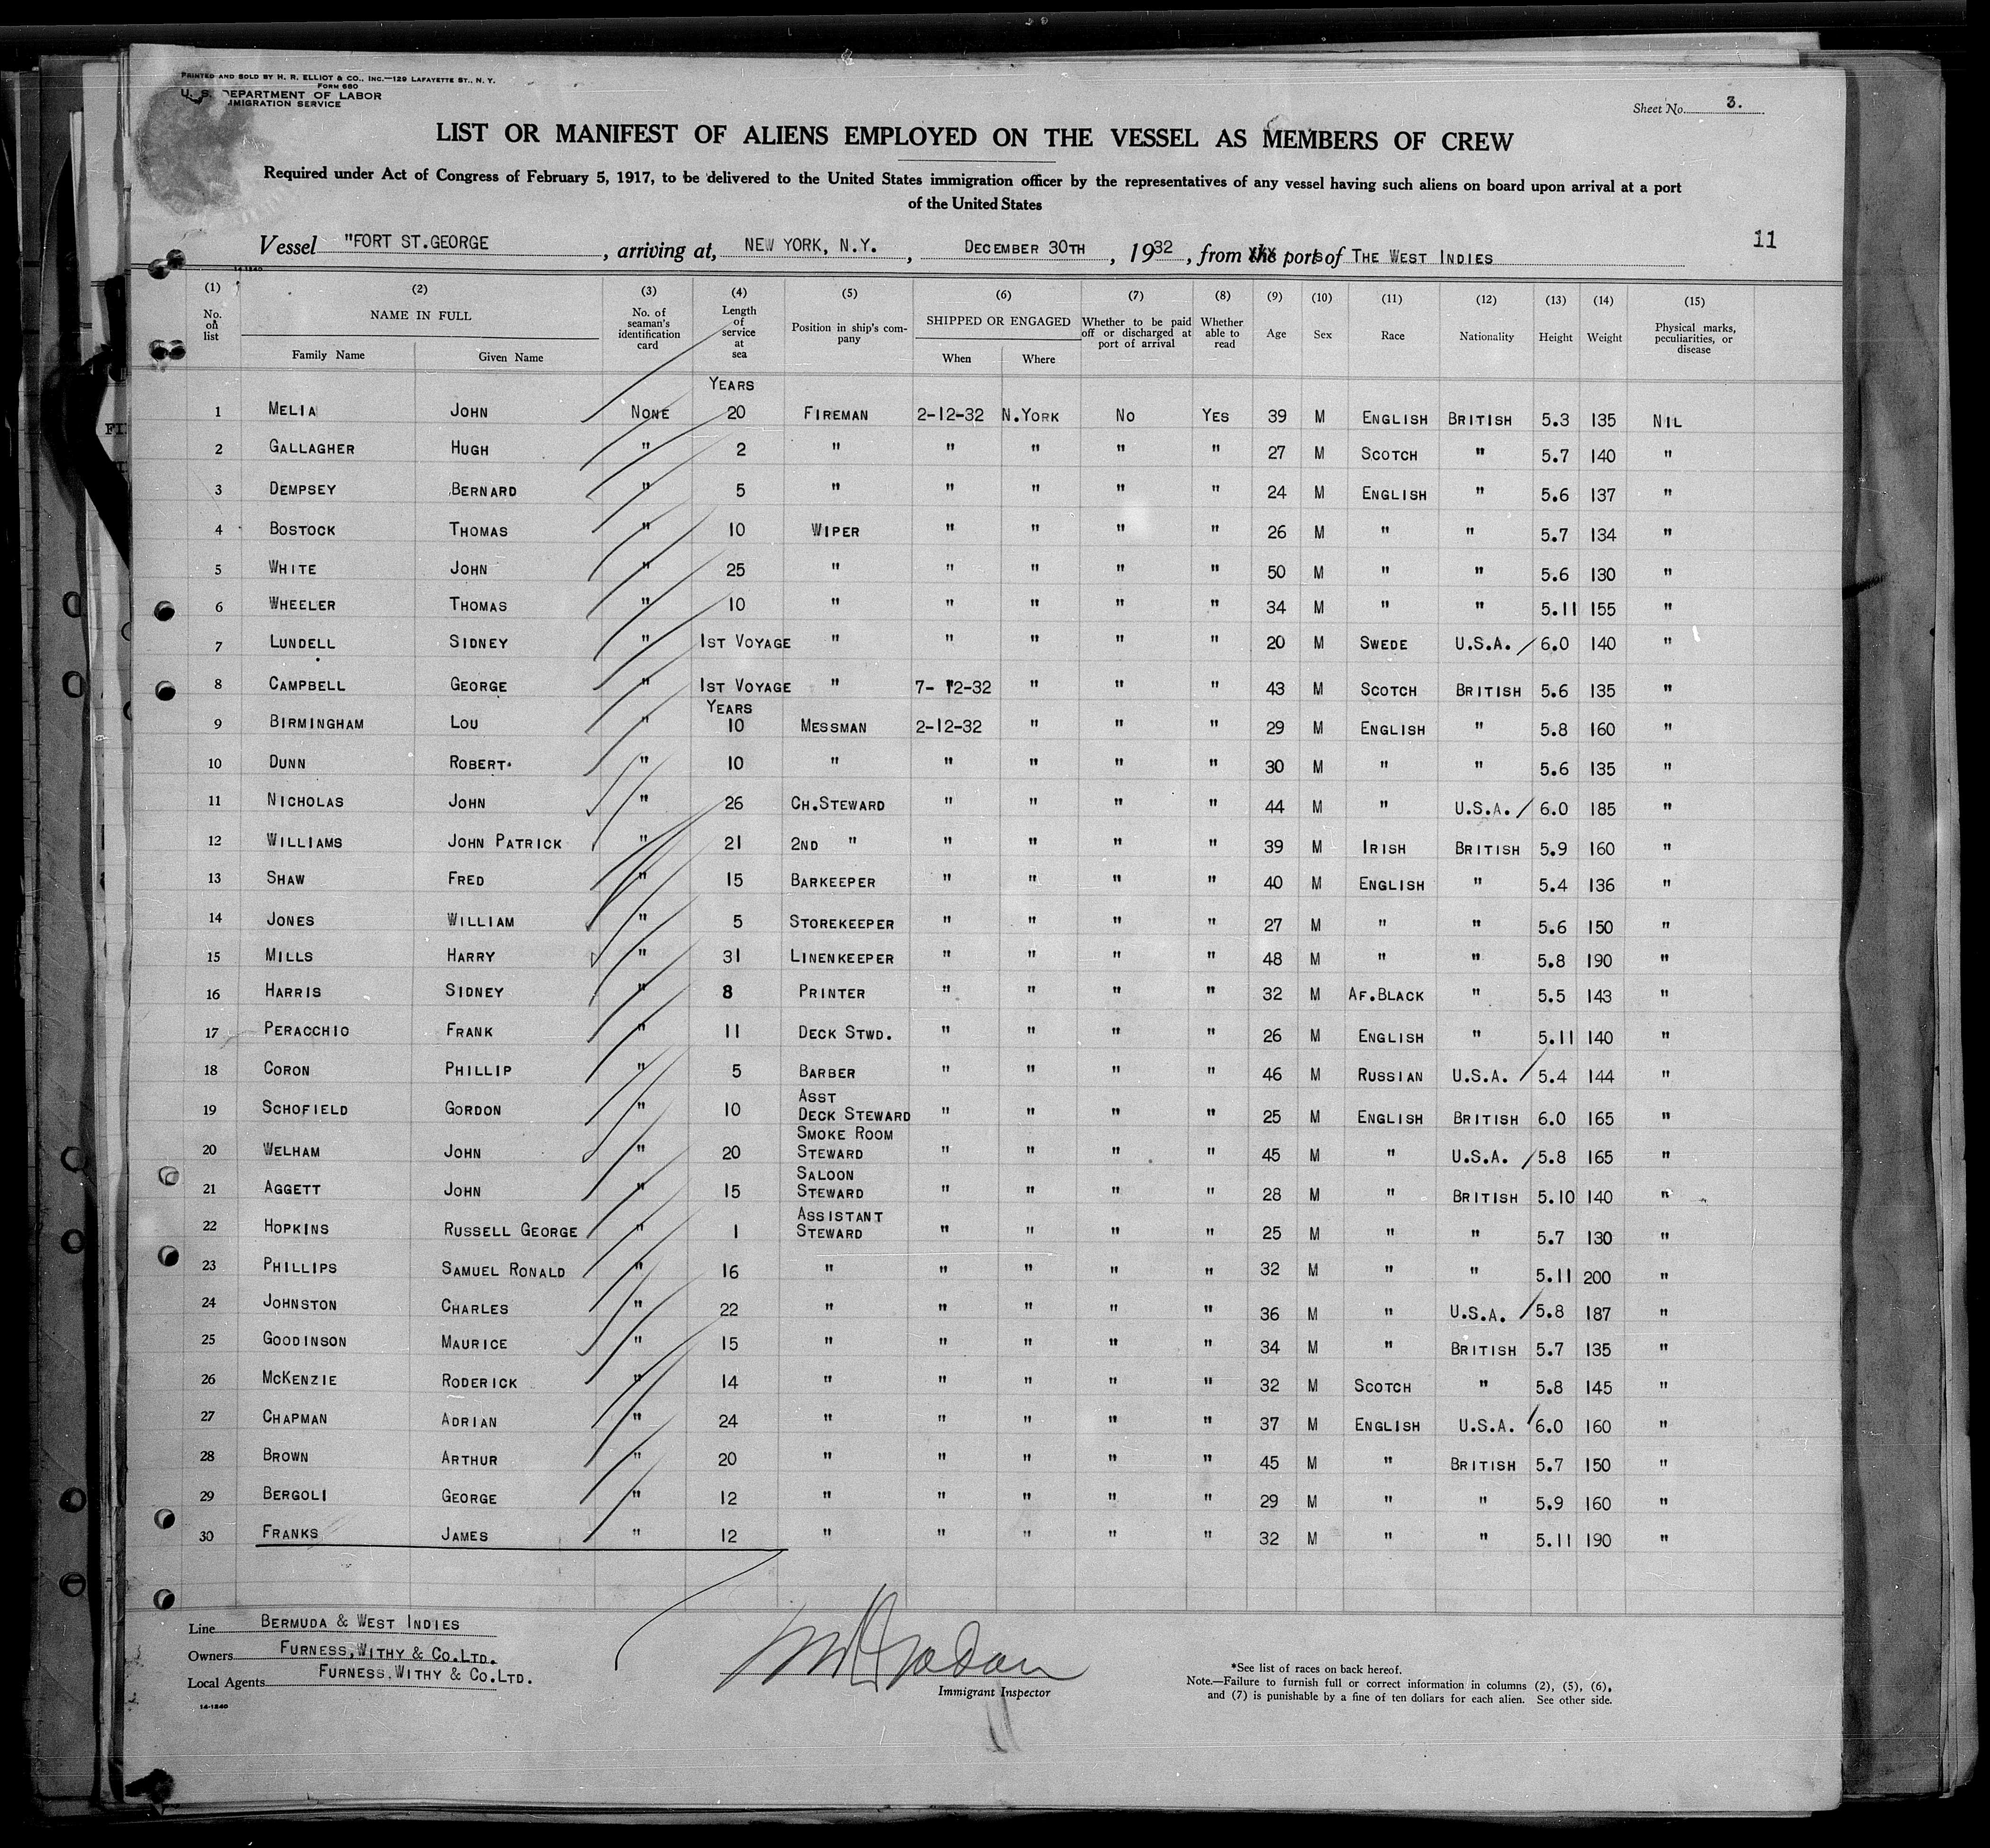 PRINTED AND SOLD BY H. R. ELLIOT & CO., INC.—129 LAFAYETTE ST., N. Y.
FORM 680
U. S. DEPARTMENT OF LABOR
IMMIGRATION SERVICE
Sheet No. 3.
LIST OR MANIFEST OF ALIENS EMPLOYED ON THE VESSEL AS MEMBERS OF CREW
Required under Act of Congress of February 5, 1917, to be delivered to the United States immigration officer by the representatives of any vessel having such aliens on board upon arrival at a port
of the United States
11
Vessel "FORT ST.GEORGE, arriving at, NEW YORK, N.Y., DECEMBER 30TH, 1932, from the ports of THE WEST INDIES
(1) (2) (3) (4) (5) (6) (7) (8) (9) (10) (11) (12) (13) (14) (15)
No. on list NAME IN FULL Family Name Given Name No. of seaman's identification card Length of service at sea Position in ship's company SHIPPED OR ENGAGED When Where Whether to be paid off or discharged at port of arrival Whether able to read Age Sex Race Nationality Height Weight Physical marks, peculiarities, or disease
YEARS
1 MELIA JOHN NONE 20 FIREMAN 2-12-32 N.YORK NO YES 39 M ENGLISH BRITISH 5.3 135 NIL
2 GALLAGHER HUGH " 2 " " " " " 27 M SCOTCH " 5.7 140 "
3 DEMPSEY BERNARD " 5 " " " " " 24 M ENGLISH " 5.6 137 "
4 BOSTOCK THOMAS " 10 WIPER " " " " 26 M " " 5.7 134 "
5 WHITE JOHN " 25 " " " " " 50 M " " 5.6 130 "
6 WHEELER THOMAS " 10 " " " " " 34 M " " 5.11 155 "
7 LUNDELL SIDNEY " 1ST VOYAGE " " " " " 20 M SWEDE U.S.A. / 6.0 140 "
8 CAMPBELL GEORGE " 1ST VOYAGE " 7-12-32 " " " 43 M SCOTCH BRITISH 5.6 135 "
YEARS
9 BIRMINGHAM LOU " 10 MESSMAN 2-12-32 " " " 29 M ENGLISH " 5.8 160 "
10 DUNN ROBERT " 10 " " " " " 30 M " " 5.6 135 "
11 NICHOLAS JOHN " 26 CH.STEWARD " " " " 44 M " U.S.A. / 6.0 185 "
12 WILLIAMS JOHN PATRICK " 21 2ND " " " " " 39 M IRISH BRITISH 5.9 160 "
13 SHAW FRED " 15 BARKEEPER " " " " 40 M ENGLISH " 5.4 136 "
14 JONES WILLIAM " 5 STOREKEEPER " " " " 27 M " " 5.6 150 "
15 MILLS HARRY " 31 LINENKEEPER " " " " 48 M " " 5.8 190 "
16 HARRIS SIDNEY " 8 PRINTER " " " " 32 M AF.BLACK " 5.5 143 "
17 PERACCHIO FRANK " 11 DECK STWD. " " " " 26 M ENGLISH " 5.11 140 "
18 CORON PHILLIP " 5 BARBER " " " " 46 M RUSSIAN U.S.A. / 5.4 144 "
19 SCHOFIELD GORDON " 10 ASST DECK STEWARD " " " " 25 M ENGLISH BRITISH 6.0 165 "
20 WELHAM JOHN " 20 SMOKE ROOM STEWARD " " " " 45 M " U.S.A. / 5.8 165 "
21 AGGETT JOHN " 15 SALOON STEWARD " " " " 28 M " BRITISH 5.10 140 "
22 HOPKINS RUSSELL GEORGE " 1 ASSISTANT STEWARD " " " " 25 M " " 5.7 130 "
23 PHILLIPS SAMUEL RONALD " 16 " " " " " 32 M " " 5.11 200 "
24 JOHNSTON CHARLES " 22 " " " " " 36 M " U.S.A. / 5.8 187 "
25 GOODINSON MAURICE " 15 " " " " " 34 M " BRITISH 5.7 135 "
26 MCKENZIE RODERICK " 14 " " " " " 32 M SCOTCH " 5.8 145 "
27 CHAPMAN ADRIAN " 24 " " " " " 37 M ENGLISH U.S.A. / 6.0 160 "
28 BROWN ARTHUR " 20 " " " " " 45 M " BRITISH 5.7 150 "
29 BERGOLI GEORGE " 12 " " " " " 29 M " " 5.9 160 "
30 FRANKS JAMES " 12 " " " " " 32 M " " 5.11 190 "
Line BERMUDA & WEST INDIES
Owners FURNESS,WITHY & CO.LTD.
Local Agents FURNESS,WITHY & CO.LTD.
14-1240
Immigrant Inspector
*See list of races on back hereof.
Note.—Failure to furnish full or correct information in columns (2), (5), (6),
and (7) is punishable by a fine of ten dollars for each alien. See other side.